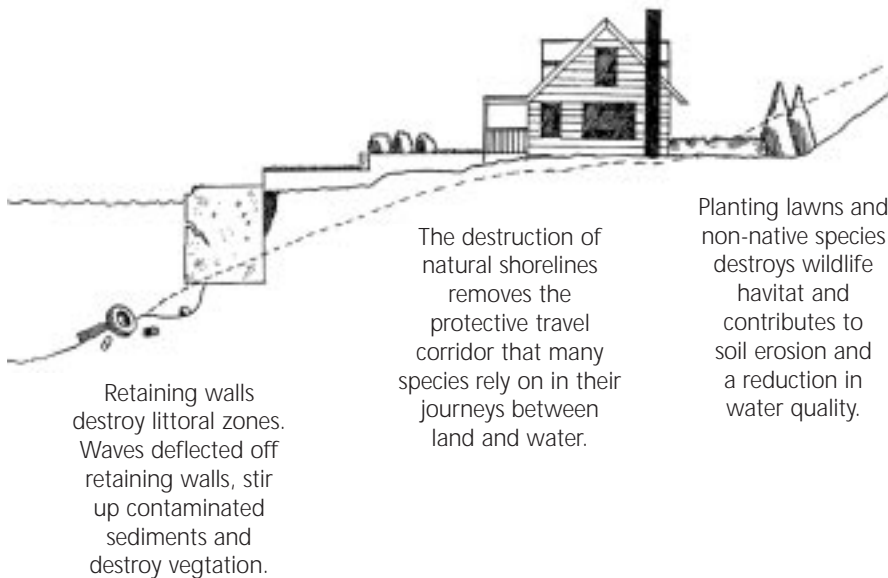 Retaining walls
destroy littoral zones.
Waves deflected off
retaining walls, stir
up contaminated
sediments and
destroy vegtation.
The destruction of
natural shorelines
removes the
protective travel
corridor that many
species rely on in their
journeys between
land and water.
Planting lawns and
non-native species
destroys wildlife
havitat and
contributes to
soil erosion and
a reduction in
water quality.